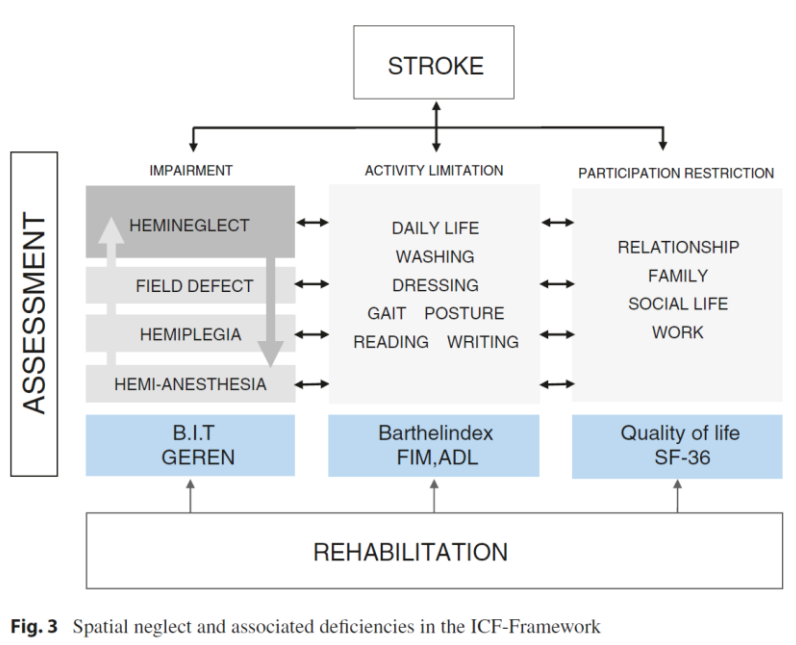 STROKE
ASSESSMENT
IMPAIRMENT
HEMINEGLECT
FIELD DEFECT
HEMIPLEGIA
HEMI-ANESTHESIA
B.I.T
GEREN
ACTIVITY LIMITATION
DAILY LIFE
WASHING
DRESSING
GAIT POSTURE
READING WRITING
Barthelindex
FIM,ADL
PARTICIPATION RESTRICTION
RELATIONSHIP
FAMILY
SOCIAL LIFE
WORK
Quality of life
SF-36
REHABILITATION
Fig. 3 Spatial neglect and associated deficiencies in the ICF-Framework